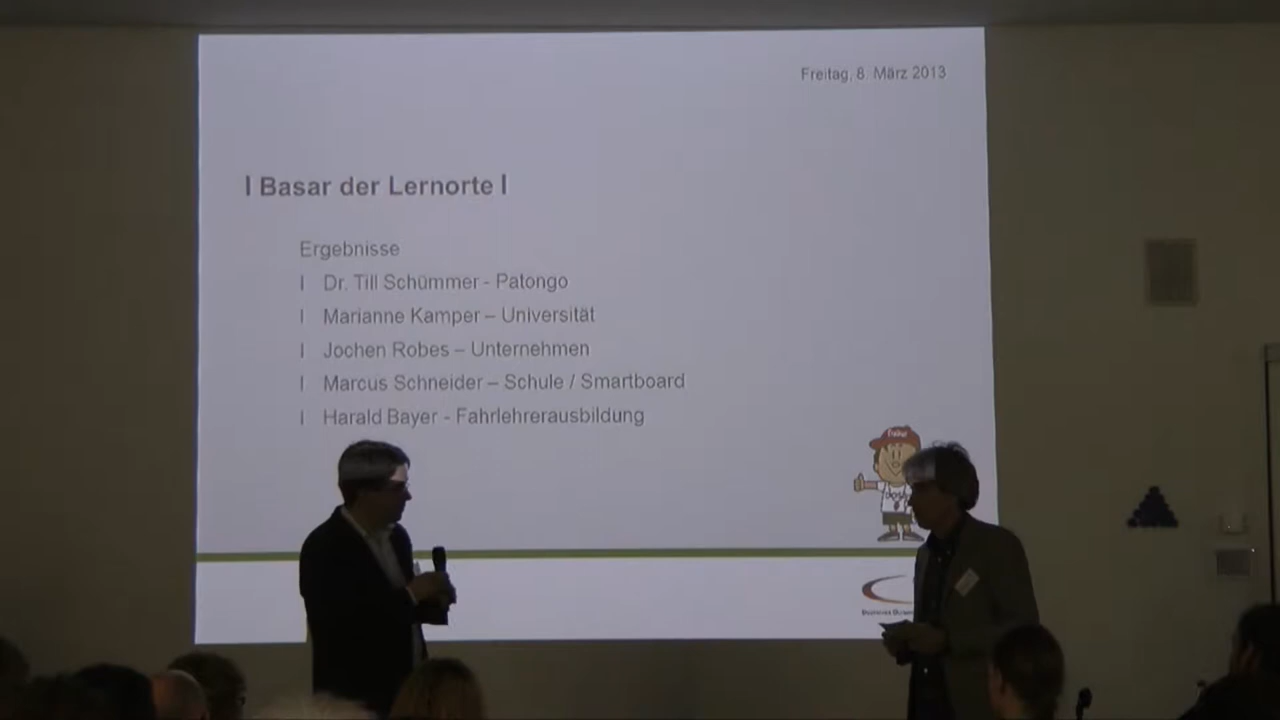 Freitag, 8. März 2013
I Basar der Lernorte I
Ergebnisse
I Dr. Till Schümmer - Patongo
I Marianne Kamper – Universität
I Jochen Robes – Unternehmen
I Marcus Schneider – Schule / Smartboard
I Harald Bayer - Fahrlehrerausbildung